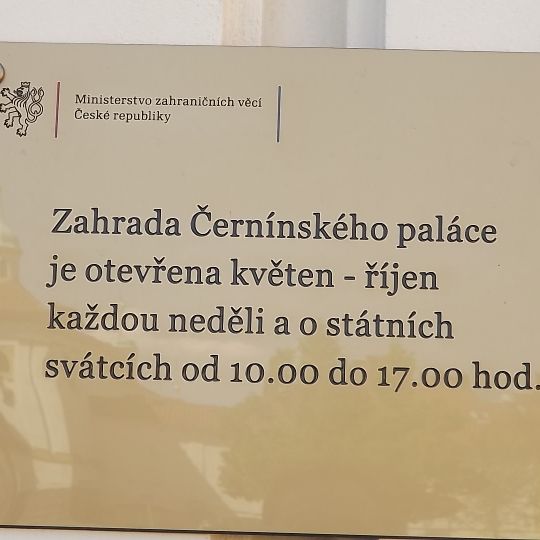 Ministerstvo zahraničních věcí
České republiky
Zahrada Černínského paláce
je otevřena květen - říjen
každou neděli a o státních
svátcích od 10.00 do 17.00 hod.